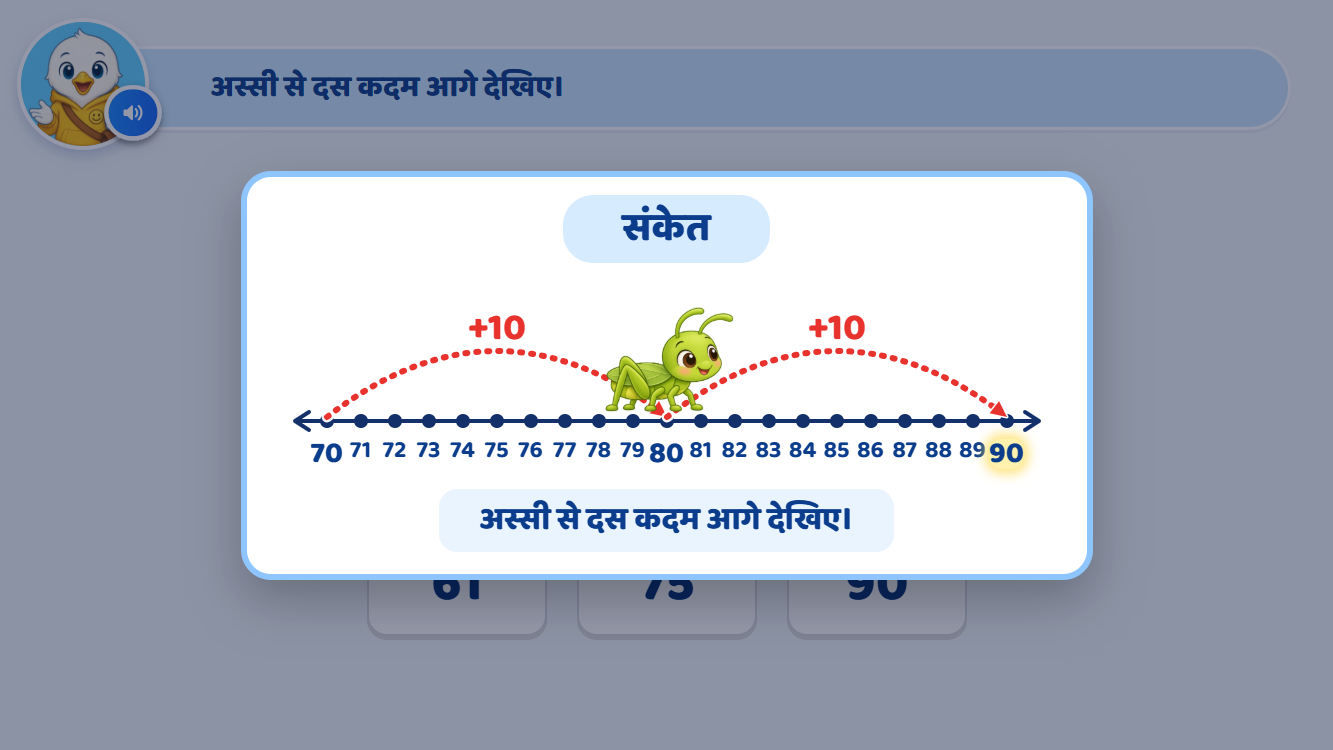 अस्सी से दस कदम आगे देखिए।
संकेत
+10 +10
70 71 72 73 74 75 76 77 78 79 80 81 82 83 84 85 86 87 88 89 90
अस्सी से दस कदम आगे देखिए।
61 75 90